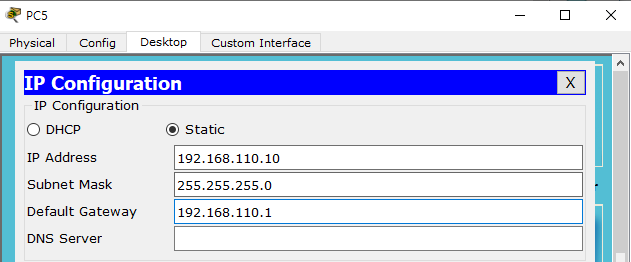 PC5
Physical Config Desktop Custom Interface
IP Configuration X
IP Configuration
DHCP Static
IP Address 192.168.110.10
Subnet Mask 255.255.255.0
Default Gateway 192.168.110.1
DNS Server